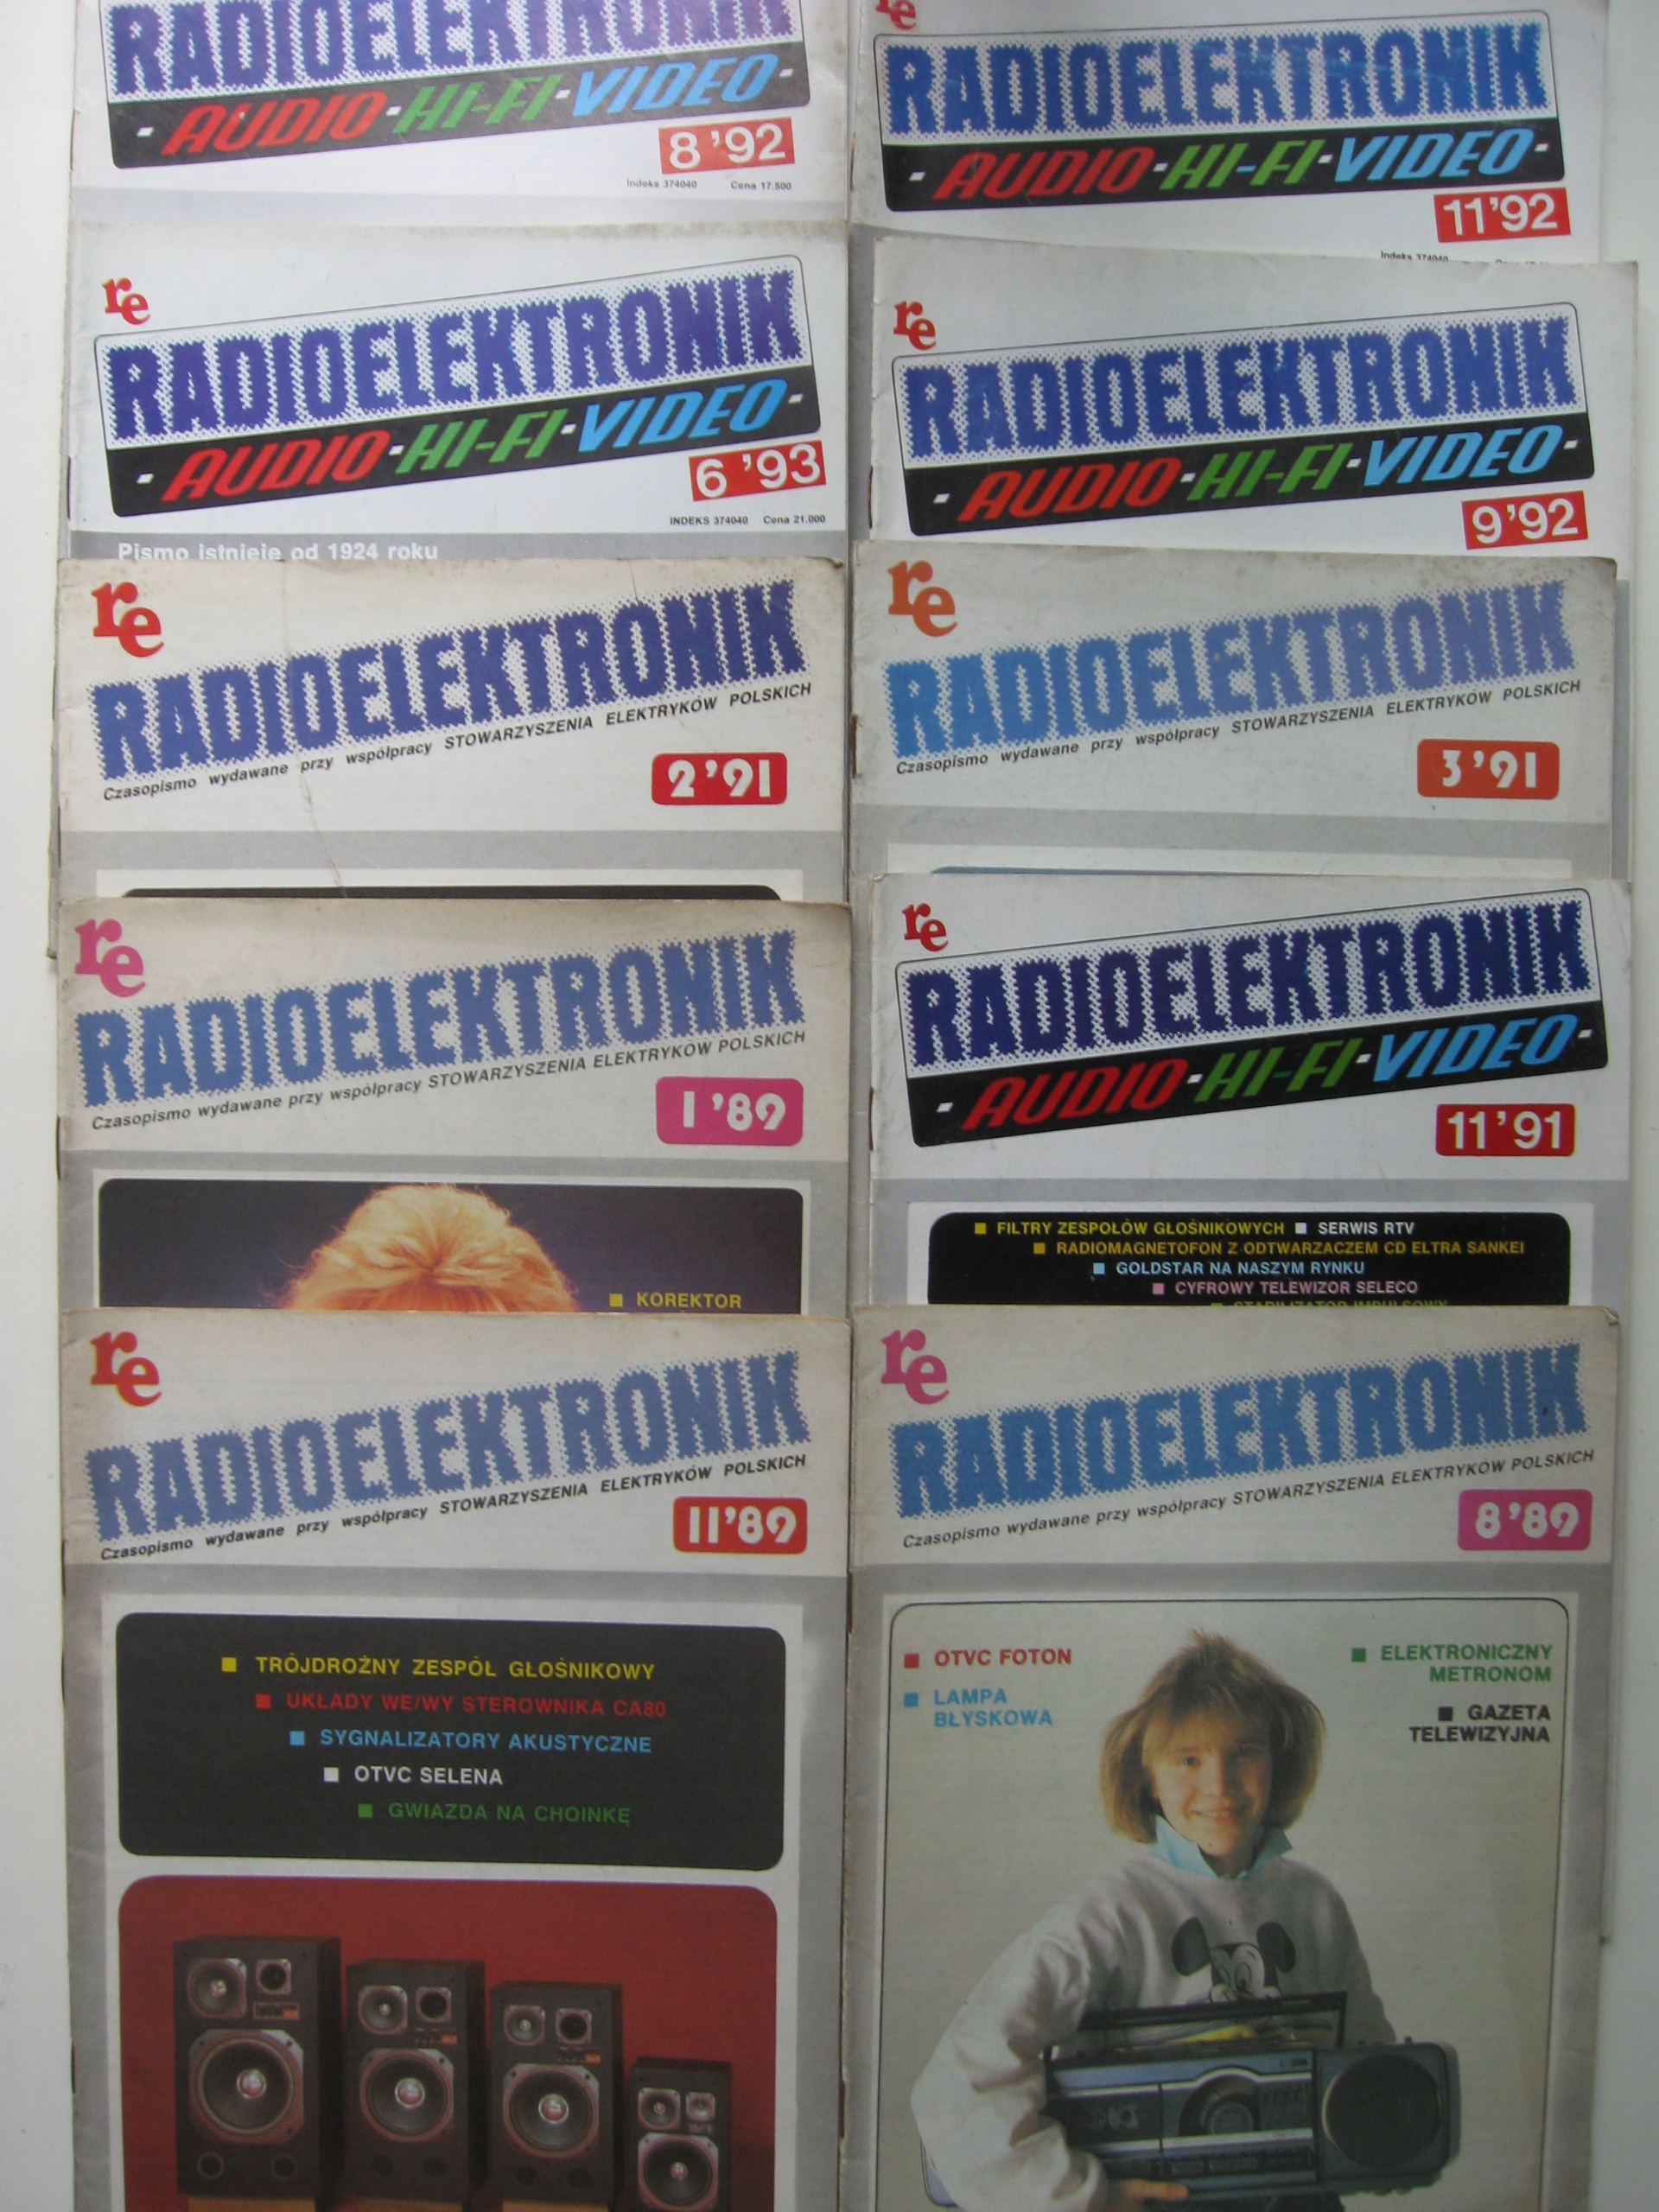 RADIOELEKTRONIK
- AUDIO - HI-FI - VIDEO -
8 '92
Indeks 374040 Cena 17.500
re
RADIOELEKTRONIK
- AUDIO - HI-FI - VIDEO -
11 '92
Indeks 374040
re
RADIOELEKTRONIK
- AUDIO - HI-FI - VIDEO -
6 '93
INDEKS 374040 Cena 21.000
Pismo istnieje od 1924 roku
re
RADIOELEKTRONIK
- AUDIO - HI-FI - VIDEO -
9 '92
re
RADIOELEKTRONIK
Czasopismo wydawane przy współpracy STOWARZYSZENIA ELEKTRYKÓW POLSKICH
2 '91
re
RADIOELEKTRONIK
Czasopismo wydawane przy współpracy STOWARZYSZENIA ELEKTRYKÓW POLSKICH
3 '91
re
RADIOELEKTRONIK
Czasopismo wydawane przy współpracy STOWARZYSZENIA ELEKTRYKÓW POLSKICH
1 '89
KOREKTOR
re
RADIOELEKTRONIK
- AUDIO - HI-FI - VIDEO -
11 '91
■ FILTRY ZESPOŁÓW GŁOŚNIKOWYCH ■ SERWIS RTV
■ RADIOMAGNETOFON Z ODTWARZACZEM CD ELTRA SANKEI
■ GOLDSTAR NA NASZYM RYNKU
■ CYFROWY TELEWIZOR SELECO
■ STABILIZATOR IMPULSOWY
re
RADIOELEKTRONIK
Czasopismo wydawane przy współpracy STOWARZYSZENIA ELEKTRYKÓW POLSKICH
11 '89
■ TRÓJDROŻNY ZESPÓŁ GŁOŚNIKOWY
■ UKŁADY WE/WY STEROWNIKA CA80
■ SYGNALIZATORY AKUSTYCZNE
■ OTVC SELENA
■ GWIAZDA NA CHOINKĘ
re
RADIOELEKTRONIK
Czasopismo wydawane przy współpracy STOWARZYSZENIA ELEKTRYKÓW POLSKICH
8 '89
■ OTVC FOTON
■ LAMPA
BŁYSKOWA
■ ELEKTRONICZNY
METRONOM
■ GAZETA
TELEWIZYJNA